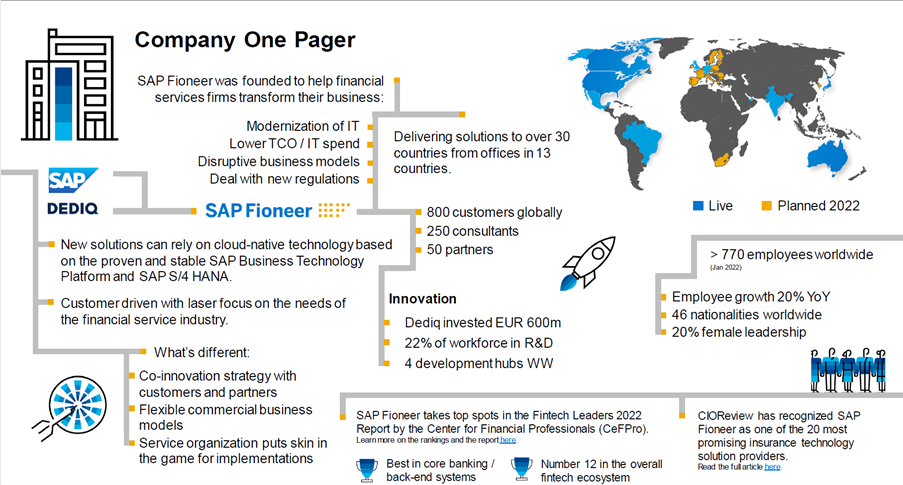 Company One Pager
SAP Fioneer was founded to help financial
services firms transform their business:
Modernization of IT
Lower TCO / IT spend
Disruptive business models
Deal with new regulations
Delivering solutions to over 30
countries from offices in 13
countries.
Live
Planned 2022
SAP
DEDIQ
SAP Fioneer
800 customers globally
250 consultants
50 partners
New solutions can rely on cloud-native technology based
on the proven and stable SAP Business Technology
Platform and SAP S/4 HANA.
Customer driven with laser focus on the needs of
the financial service industry.
Innovation
Dediq invested EUR 600m
22% of workforce in R&D
4 development hubs WW
> 770 employees worldwide
(Jan 2022)
Employee growth 20% YoY
46 nationalities worldwide
20% female leadership
What's different:
Co-innovation strategy with
customers and partners
Flexible commercial business
models
Service organization puts skin in
the game for implementations
SAP Fioneer takes top spots in the Fintech Leaders 2022
Report by the Center for Financial Professionals (CeFPro).
Learn more on the rankings and the report here.
Best in core banking /
back-end systems
Number 12 in the overall
fintech ecosystem
CIOReview has recognized SAP
Fioneer as one of the 20 most
promising insurance technology
solution providers.
Read the full article here.